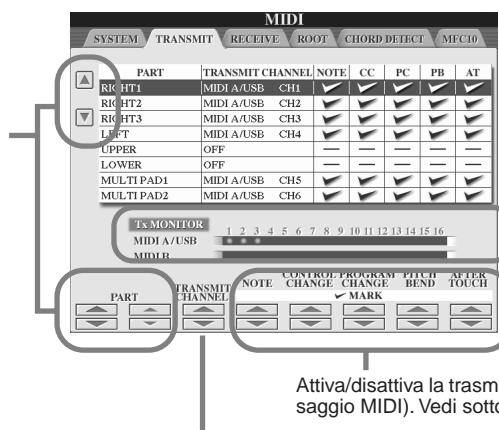 MIDI
SYSTEM TRANSMIT RECEIVE ROOT CHORD DETECT MFC10
PART TRANSMIT CHANNEL NOTE CC PC PB AT
RIGHT1 MIDI A/USB CH1
RIGHT2 MIDI A/USB CH2
RIGHT3 MIDI A/USB CH3
LEFT MIDI A/USB CH4
UPPER OFF — — — — —
LOWER OFF — — — — —
MULTI PAD1 MIDI A/USB CH5
MULTI PAD2 MIDI A/USB CH6
Tx MONITOR 1 2 3 4 5 6 7 8 9 10 11 12 13 14 15 16
MIDI A/USB
MIDI B
PART
TRANSMIT
CHANNEL
NOTE
CONTROL
CHANGE
PROGRAM
CHANGE
PITCH
BEND
AFTER
TOUCH
✓ MARK
Attiva/disattiva la trasm
saggio MIDI). Vedi sotto